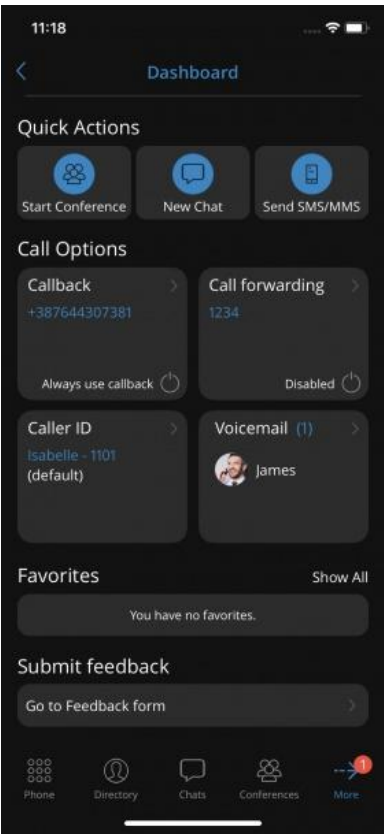 11:18
Dashboard
Quick Actions
Start Conference
New Chat
Send SMS/MMS
Call Options
Callback
+387644307381
Always use callback
Call forwarding
1234
Disabled
Caller ID
Isabelle - 1101
(default)
Voicemail (1)
James
Favorites
Show All
You have no favorites.
Submit feedback
Go to Feedback form
1
Phone
Directory
Chats
Conferences
More